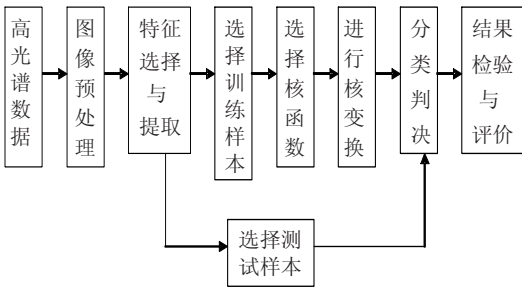 高光谱数据
图像预处理
特征
选择
与
提取
选择训练样本
选择核函数
进行核变换
分类判决
结果
检验
与
评价
选择测
试样本